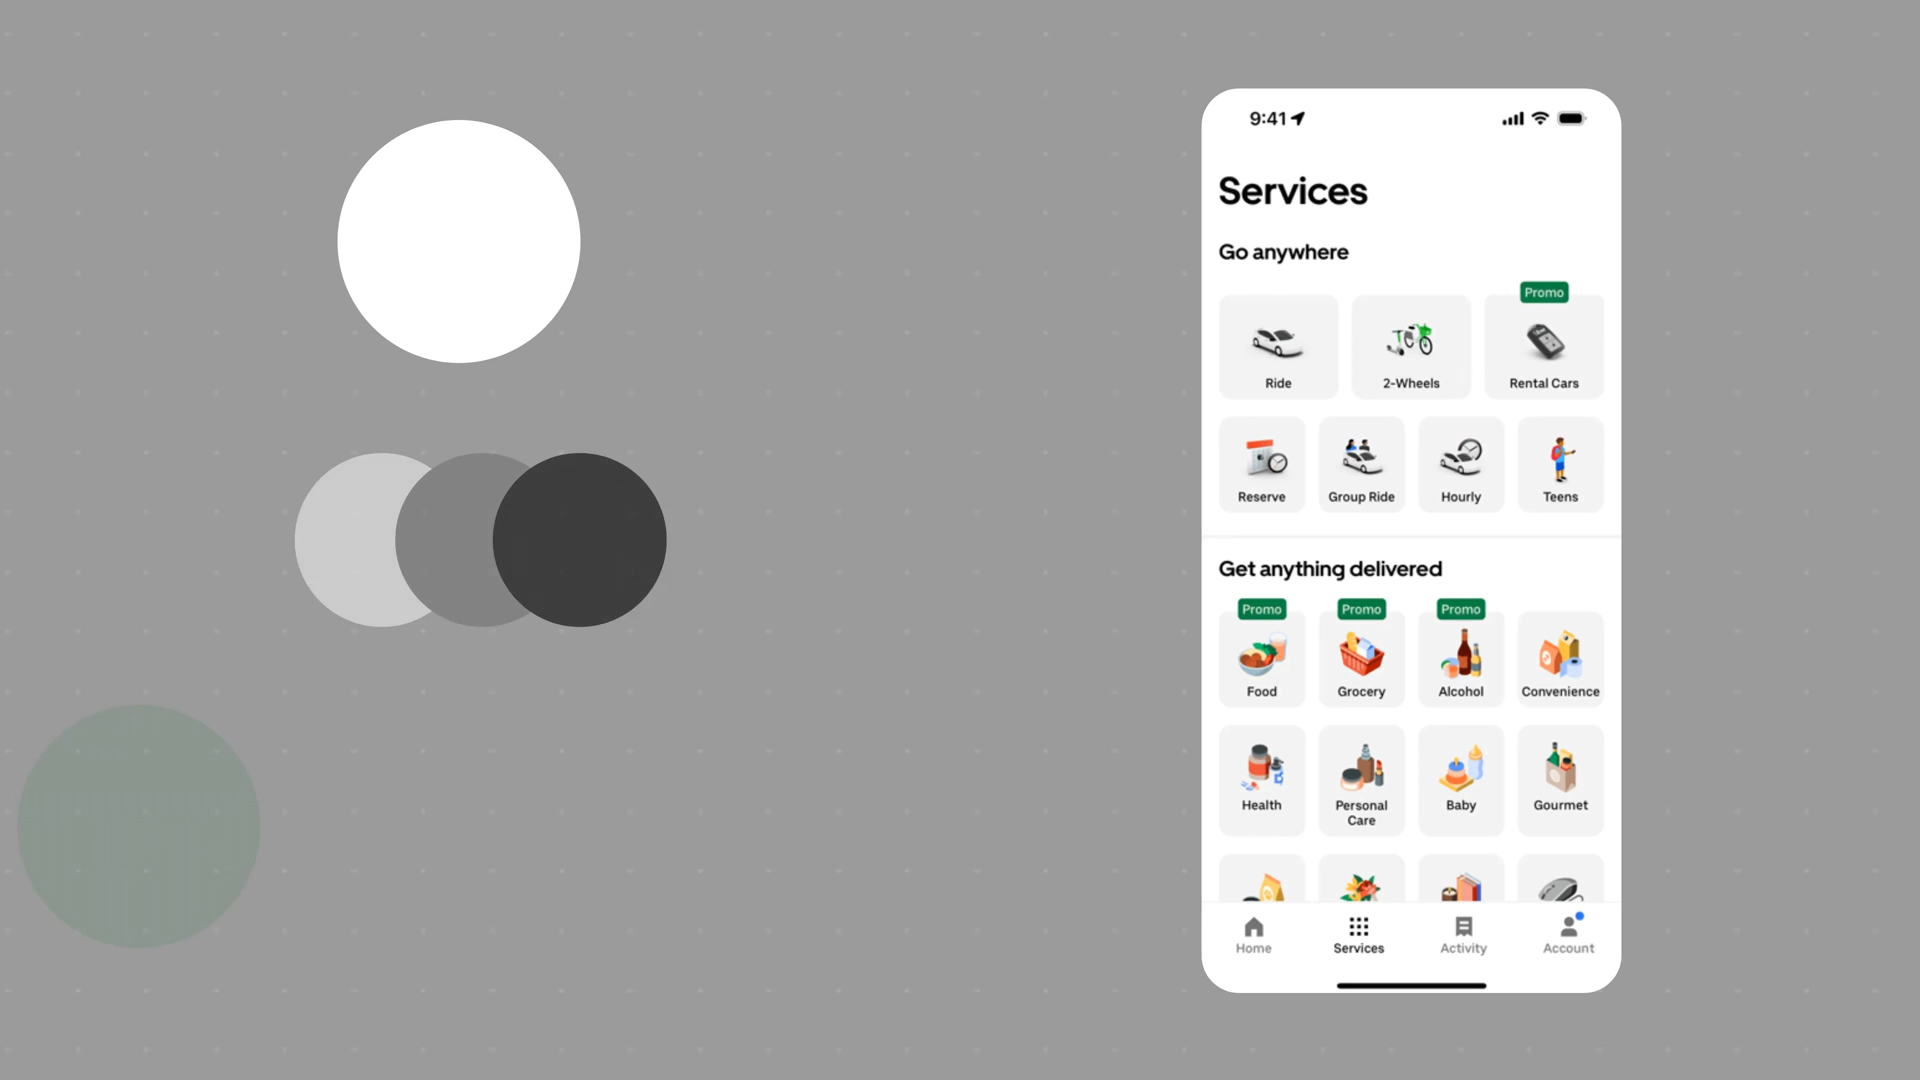 9:41
Services
Go anywhere
Promo
Ride
2-Wheels
Rental Cars
Reserve
Group Ride
Hourly
Teens
Get anything delivered
Promo
Promo
Promo
Food
Grocery
Alcohol
Convenience
Health
Personal
Care
Baby
Gourmet
Home
Services
Activity
Account